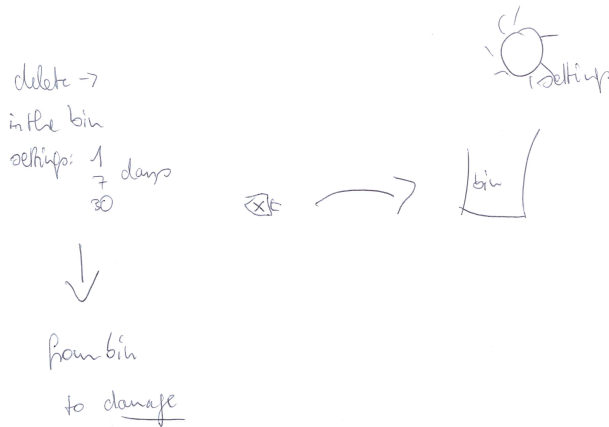 delete ->
in the bin
settings: 1
7 days
30
x
settings
bin
from bin
to damage